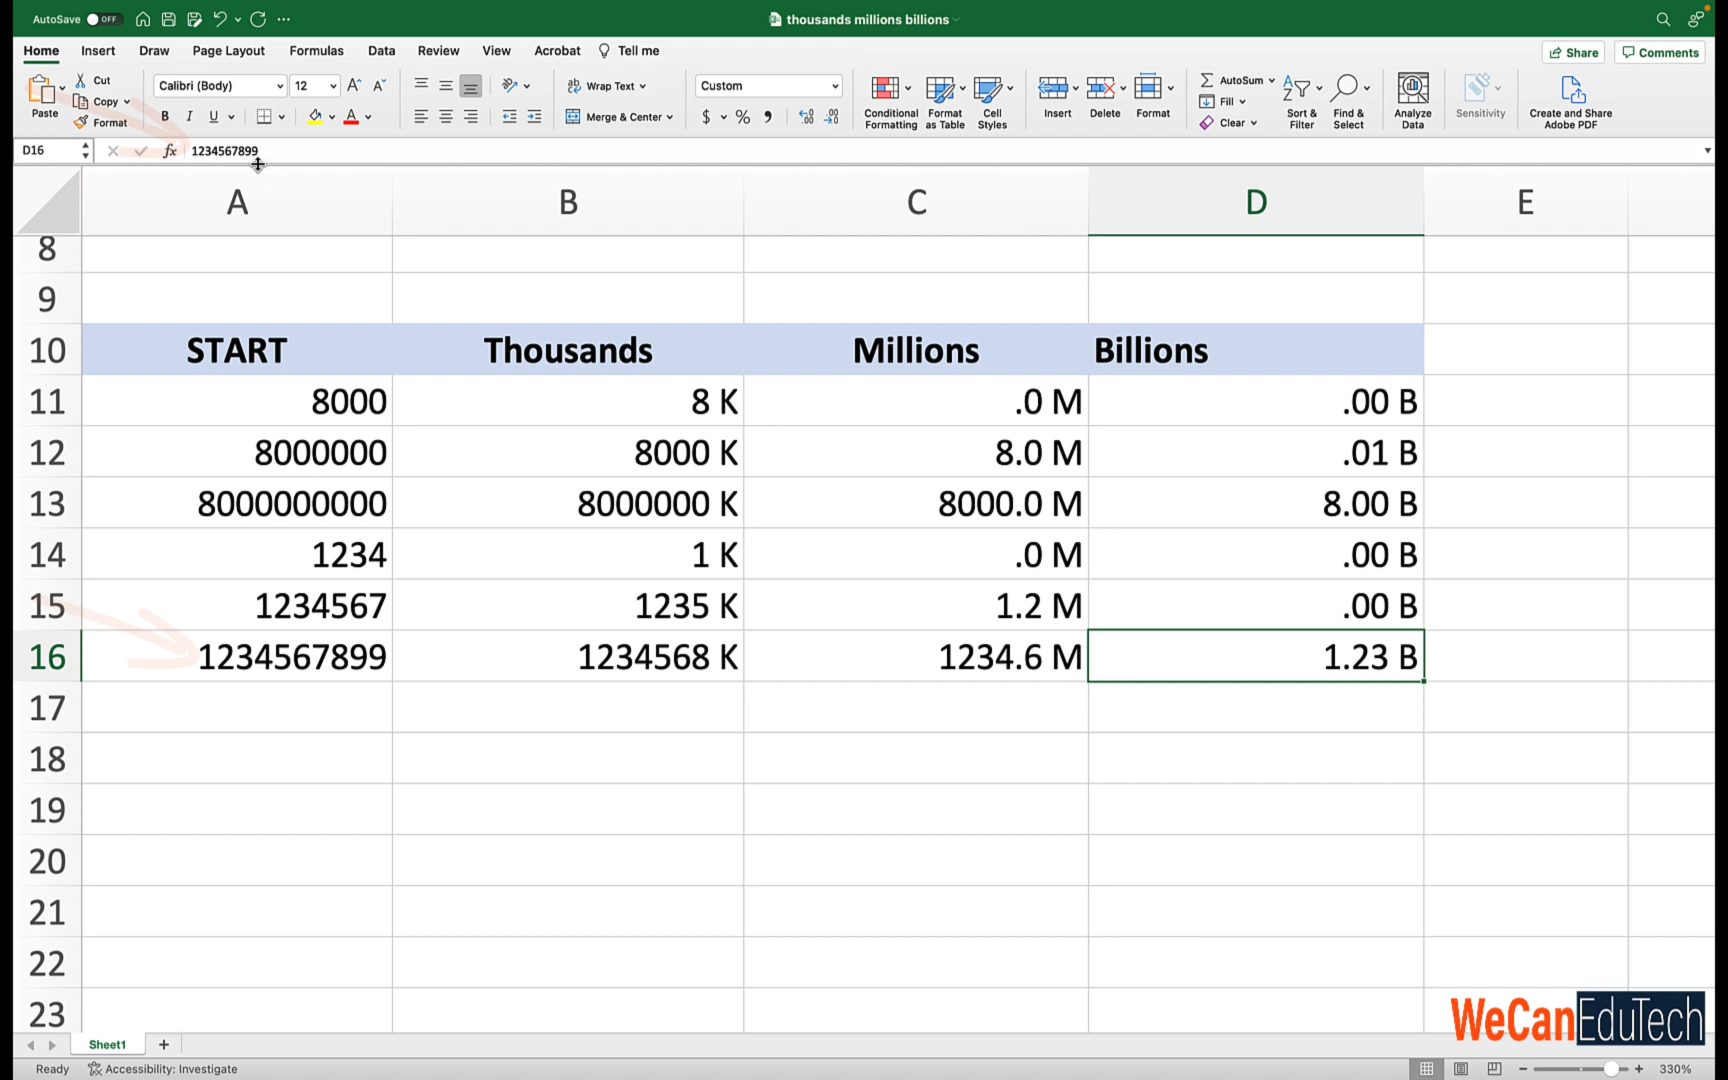 AutoSave OFF
thousands millions billions
Home Insert Draw Page Layout Formulas Data Review View Acrobat Tell me
Share Comments
Paste
Cut
Copy
Format
Calibri (Body) 12
B I U
A
ab Wrap Text
Merge & Center
Custom
$ % ,
Conditional Formatting
Format as Table
Cell Styles
Insert
Delete
Format
AutoSum
Fill
Clear
Sort & Filter
Find & Select
Analyze Data
Sensitivity
Create and Share Adobe PDF
D16 fx 1234567899
A B C D E
8
9
10 START Thousands Millions Billions
11 8000 8 K .0 M .00 B
12 8000000 8000 K 8.0 M .01 B
13 8000000000 8000000 K 8000.0 M 8.00 B
14 1234 1 K .0 M .00 B
15 1234567 1235 K 1.2 M .00 B
16 1234567899 1234568 K 1234.6 M 1.23 B
17
18
19
20
21
22
23
WeCanEduTech
Sheet1 +
Ready Accessibility: Investigate
330%